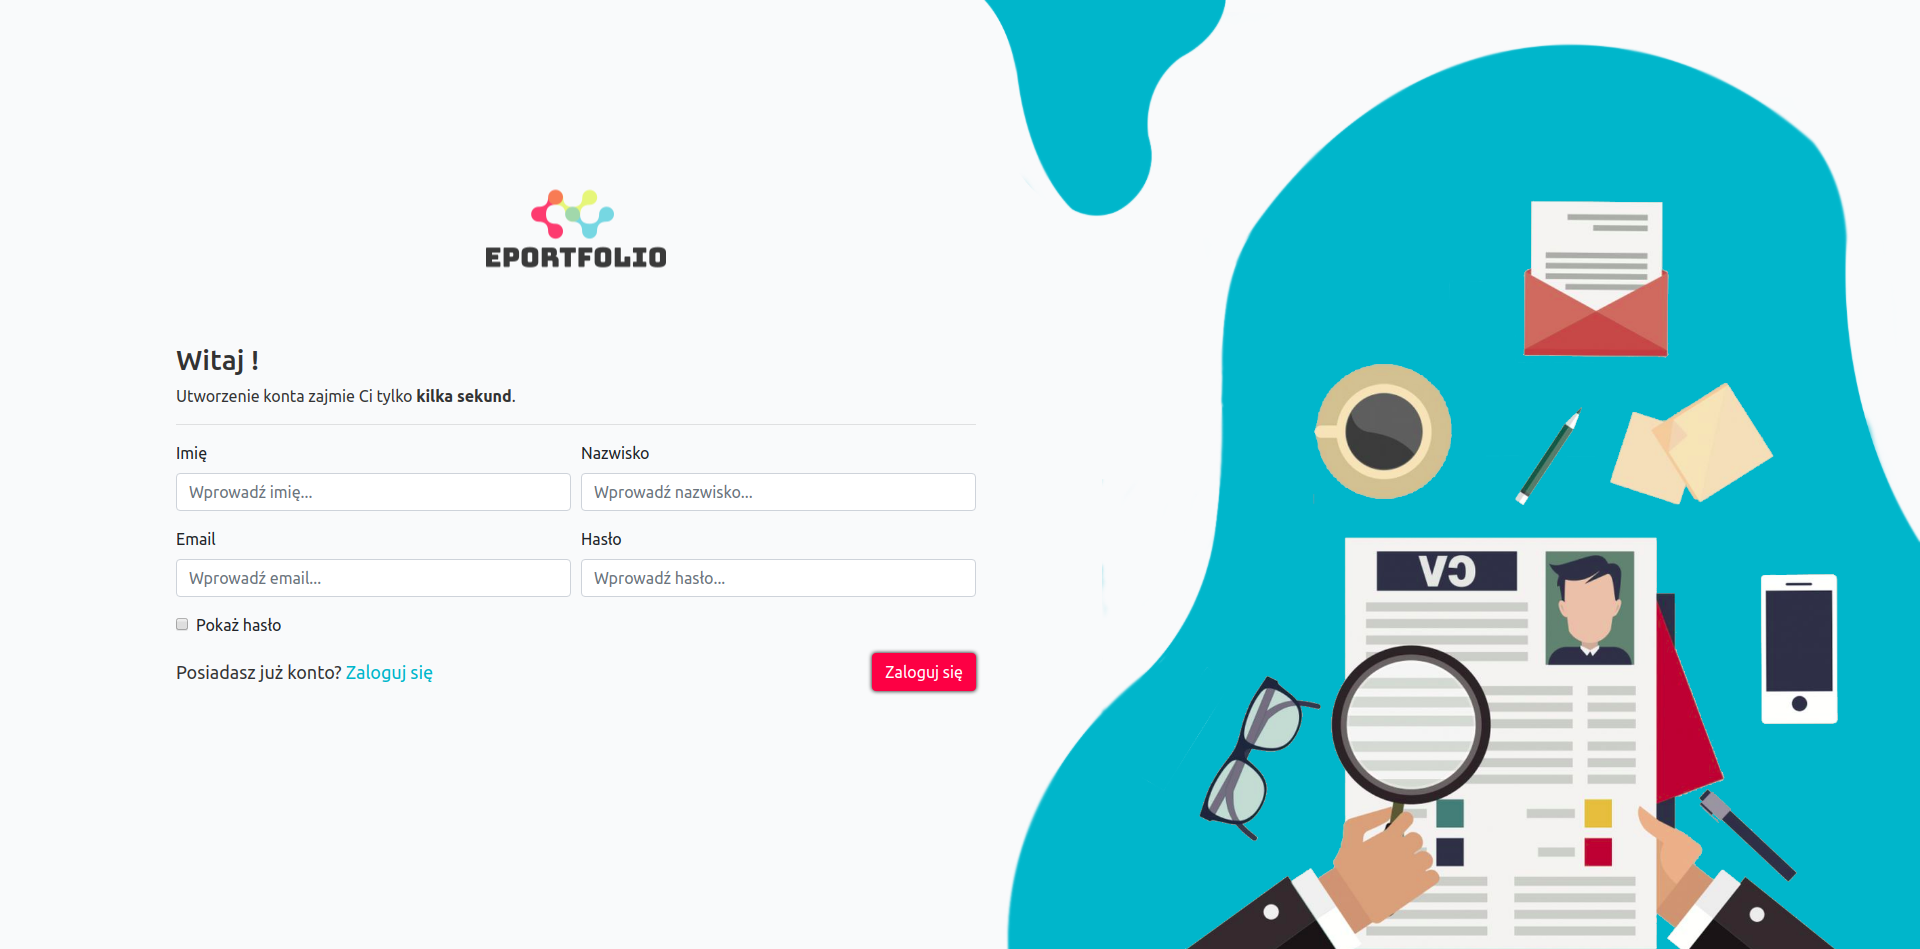 EPORTFOLIO
Witaj !
Utworzenie konta zajmie Ci tylko kilka sekund.
Imię
Nazwisko
Wprowadź imię...
Wprowadź nazwisko...
Email
Hasło
Wprowadź email...
Wprowadź hasło...
Pokaż hasło
Posiadasz już konto? Zaloguj się
Zaloguj się
CV